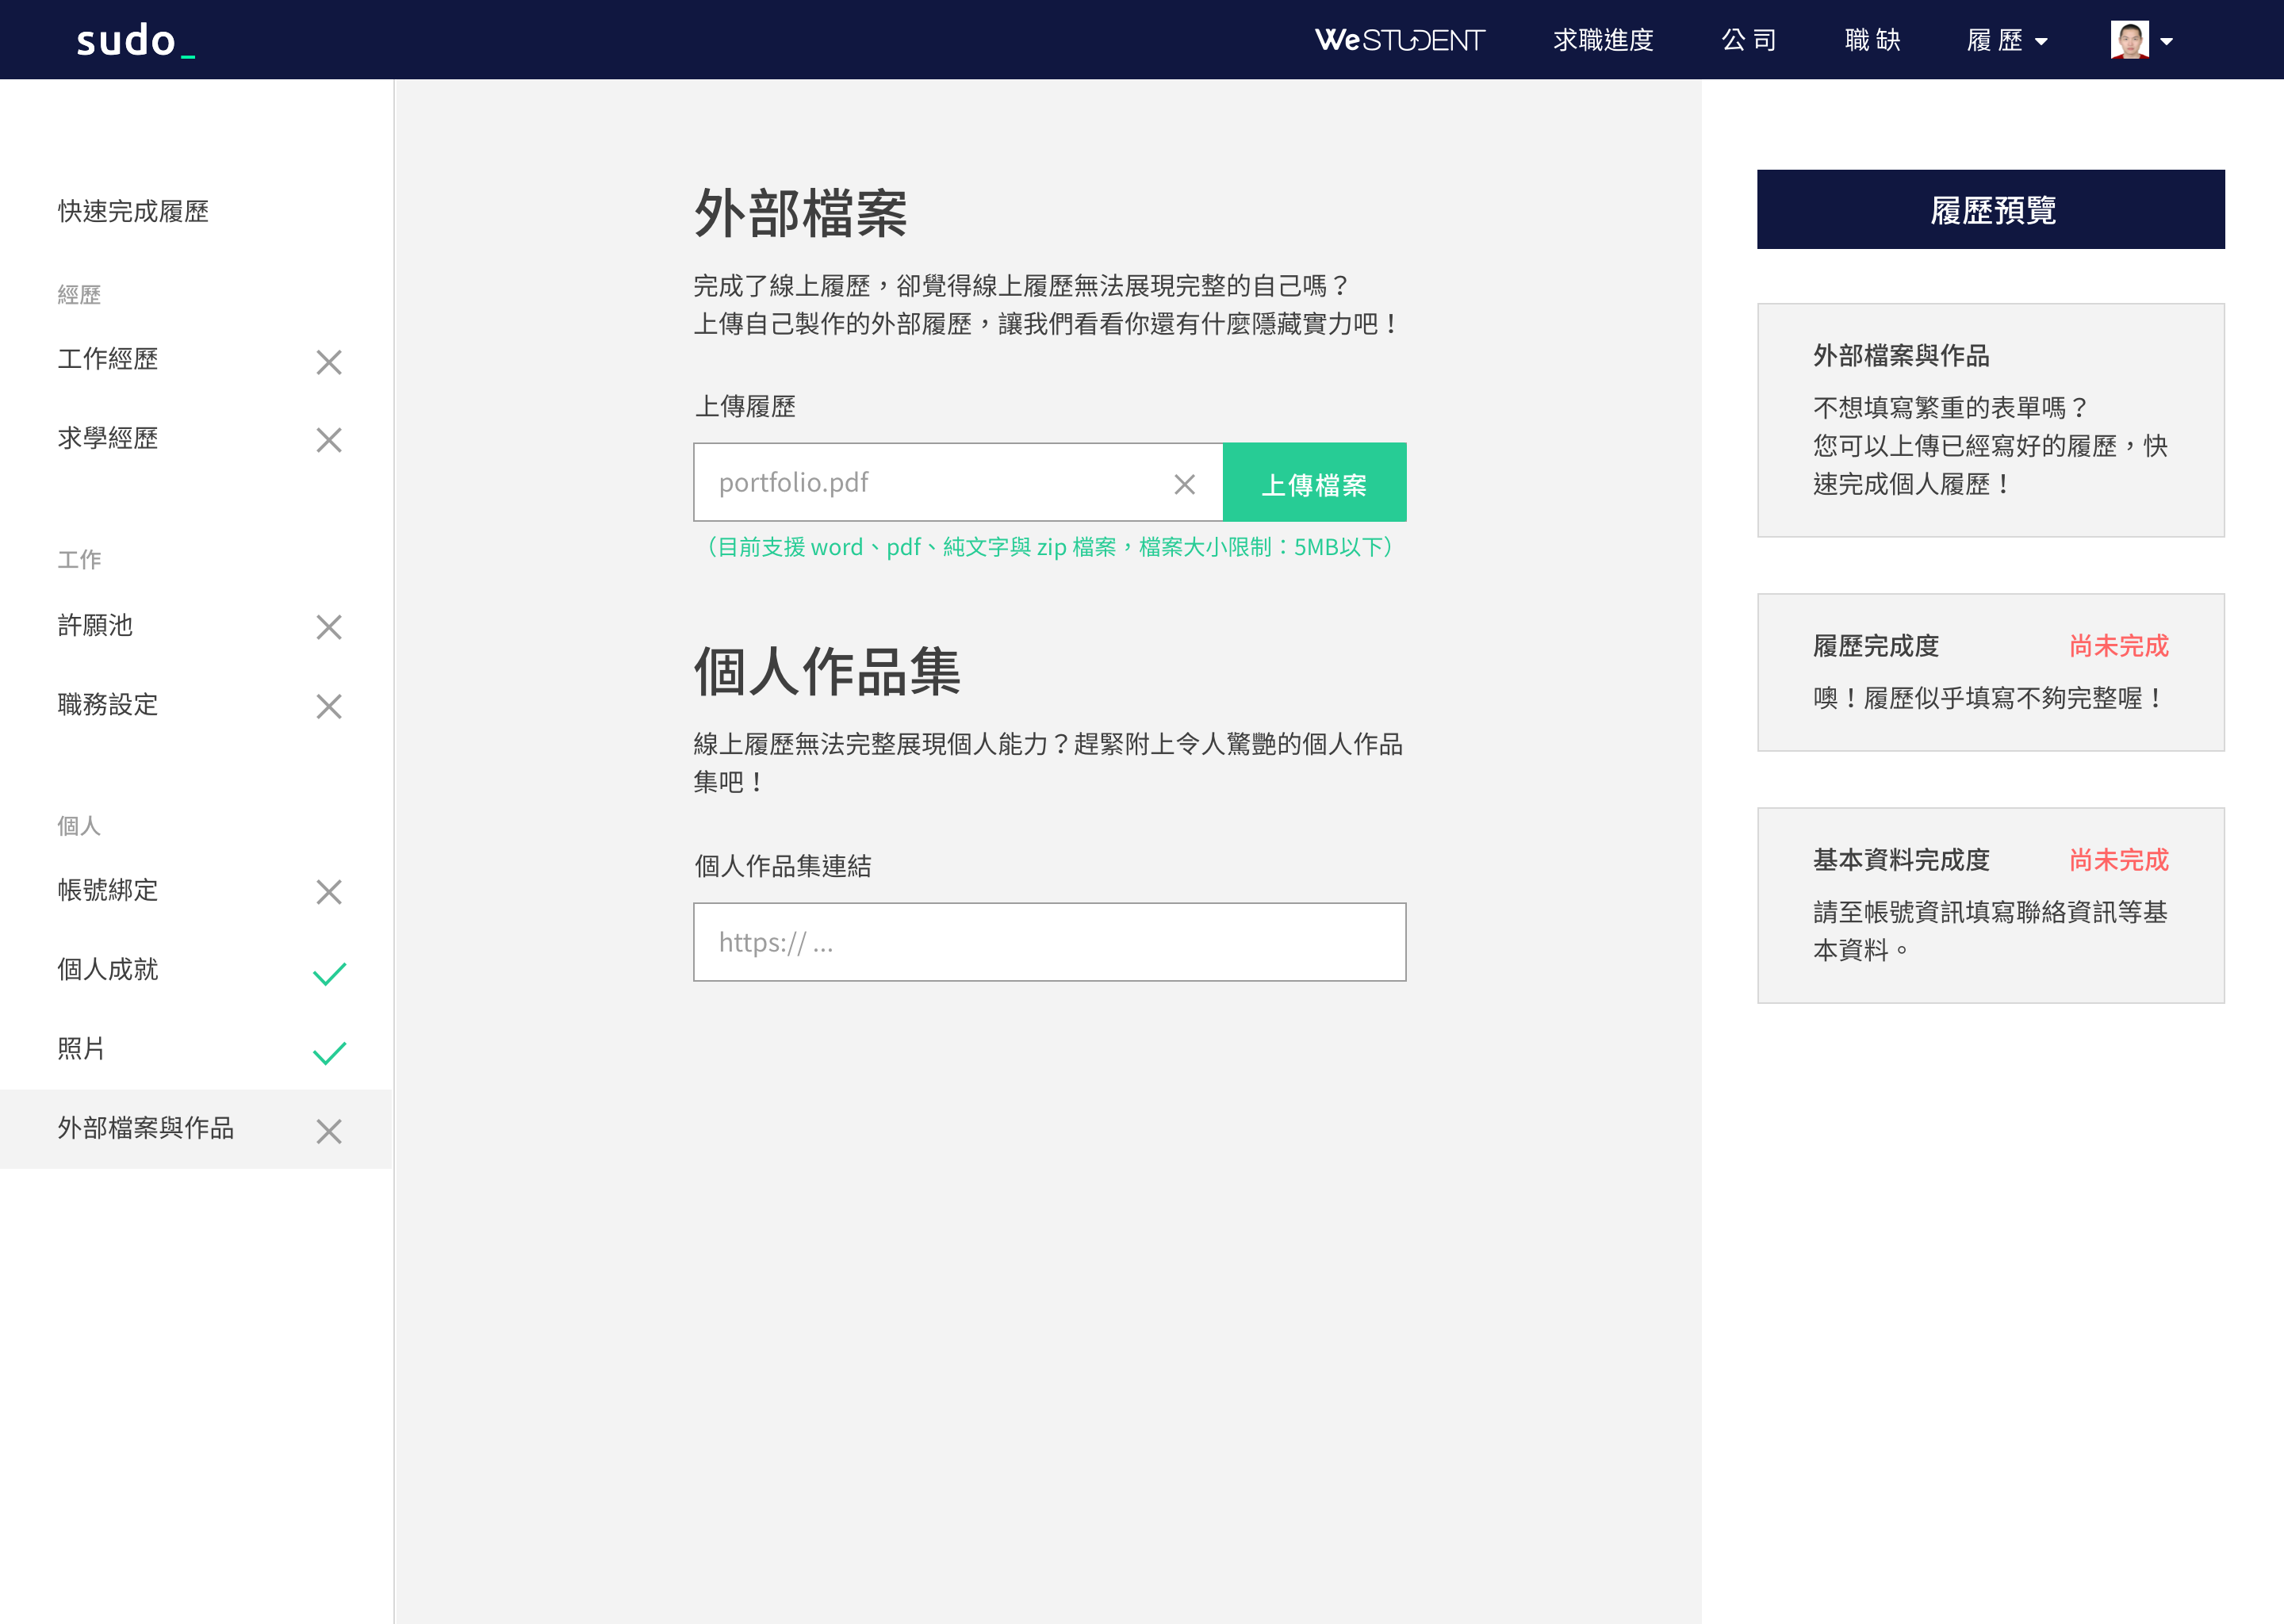 sudo_
WeSTUDENT
求職進度
公司
職缺
履歷
快速完成履歷
經歷
工作經歷
求學經歷
工作
許願池
職務設定
個人
帳號綁定
個人成就
照片
外部檔案與作品
外部檔案
完成了線上履歷，卻覺得線上履歷無法展現完整的自己嗎？
上傳自己製作的外部履歷，讓我們看看你還有什麼隱藏實力吧！
上傳履歷
portfolio.pdf
上傳檔案
（目前支援 word、pdf、純文字與 zip 檔案，檔案大小限制：5MB以下）
個人作品集
線上履歷無法完整展現個人能力？趕緊附上令人驚艷的個人作品
集吧！
個人作品集連結
https:// ...
履歷預覽
外部檔案與作品
不想填寫繁重的表單嗎？
您可以上傳已經寫好的履歷，快
速完成個人履歷！
履歷完成度
尚未完成
噢！履歷似乎填寫不夠完整喔！
基本資料完成度
尚未完成
請至帳號資訊填寫聯絡資訊等基
本資料。